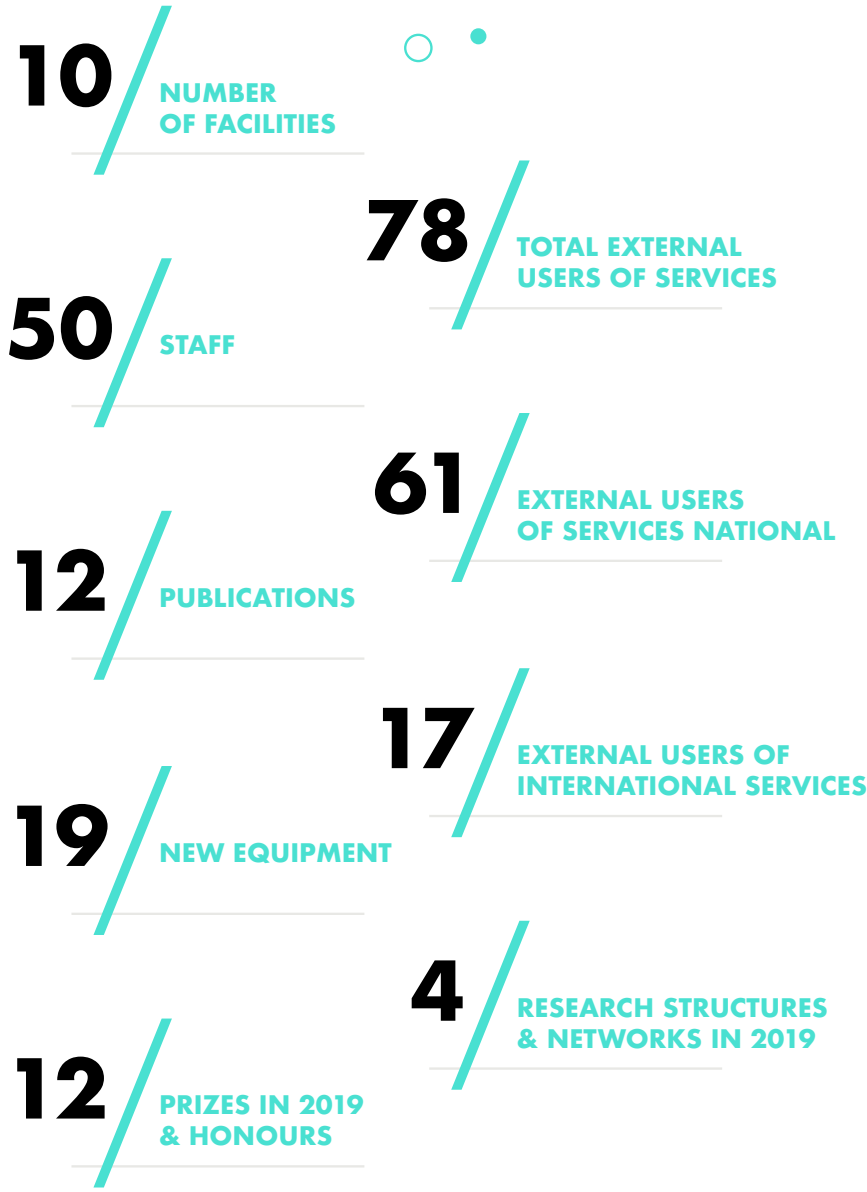 10
NUMBER
OF FACILITIES
78
TOTAL EXTERNAL
USERS OF SERVICES
50
STAFF
61
EXTERNAL USERS
OF SERVICES NATIONAL
12
PUBLICATIONS
17
EXTERNAL USERS OF
INTERNATIONAL SERVICES
19
NEW EQUIPMENT
4
RESEARCH STRUCTURES
& NETWORKS IN 2019
12
PRIZES IN 2019
& HONOURS